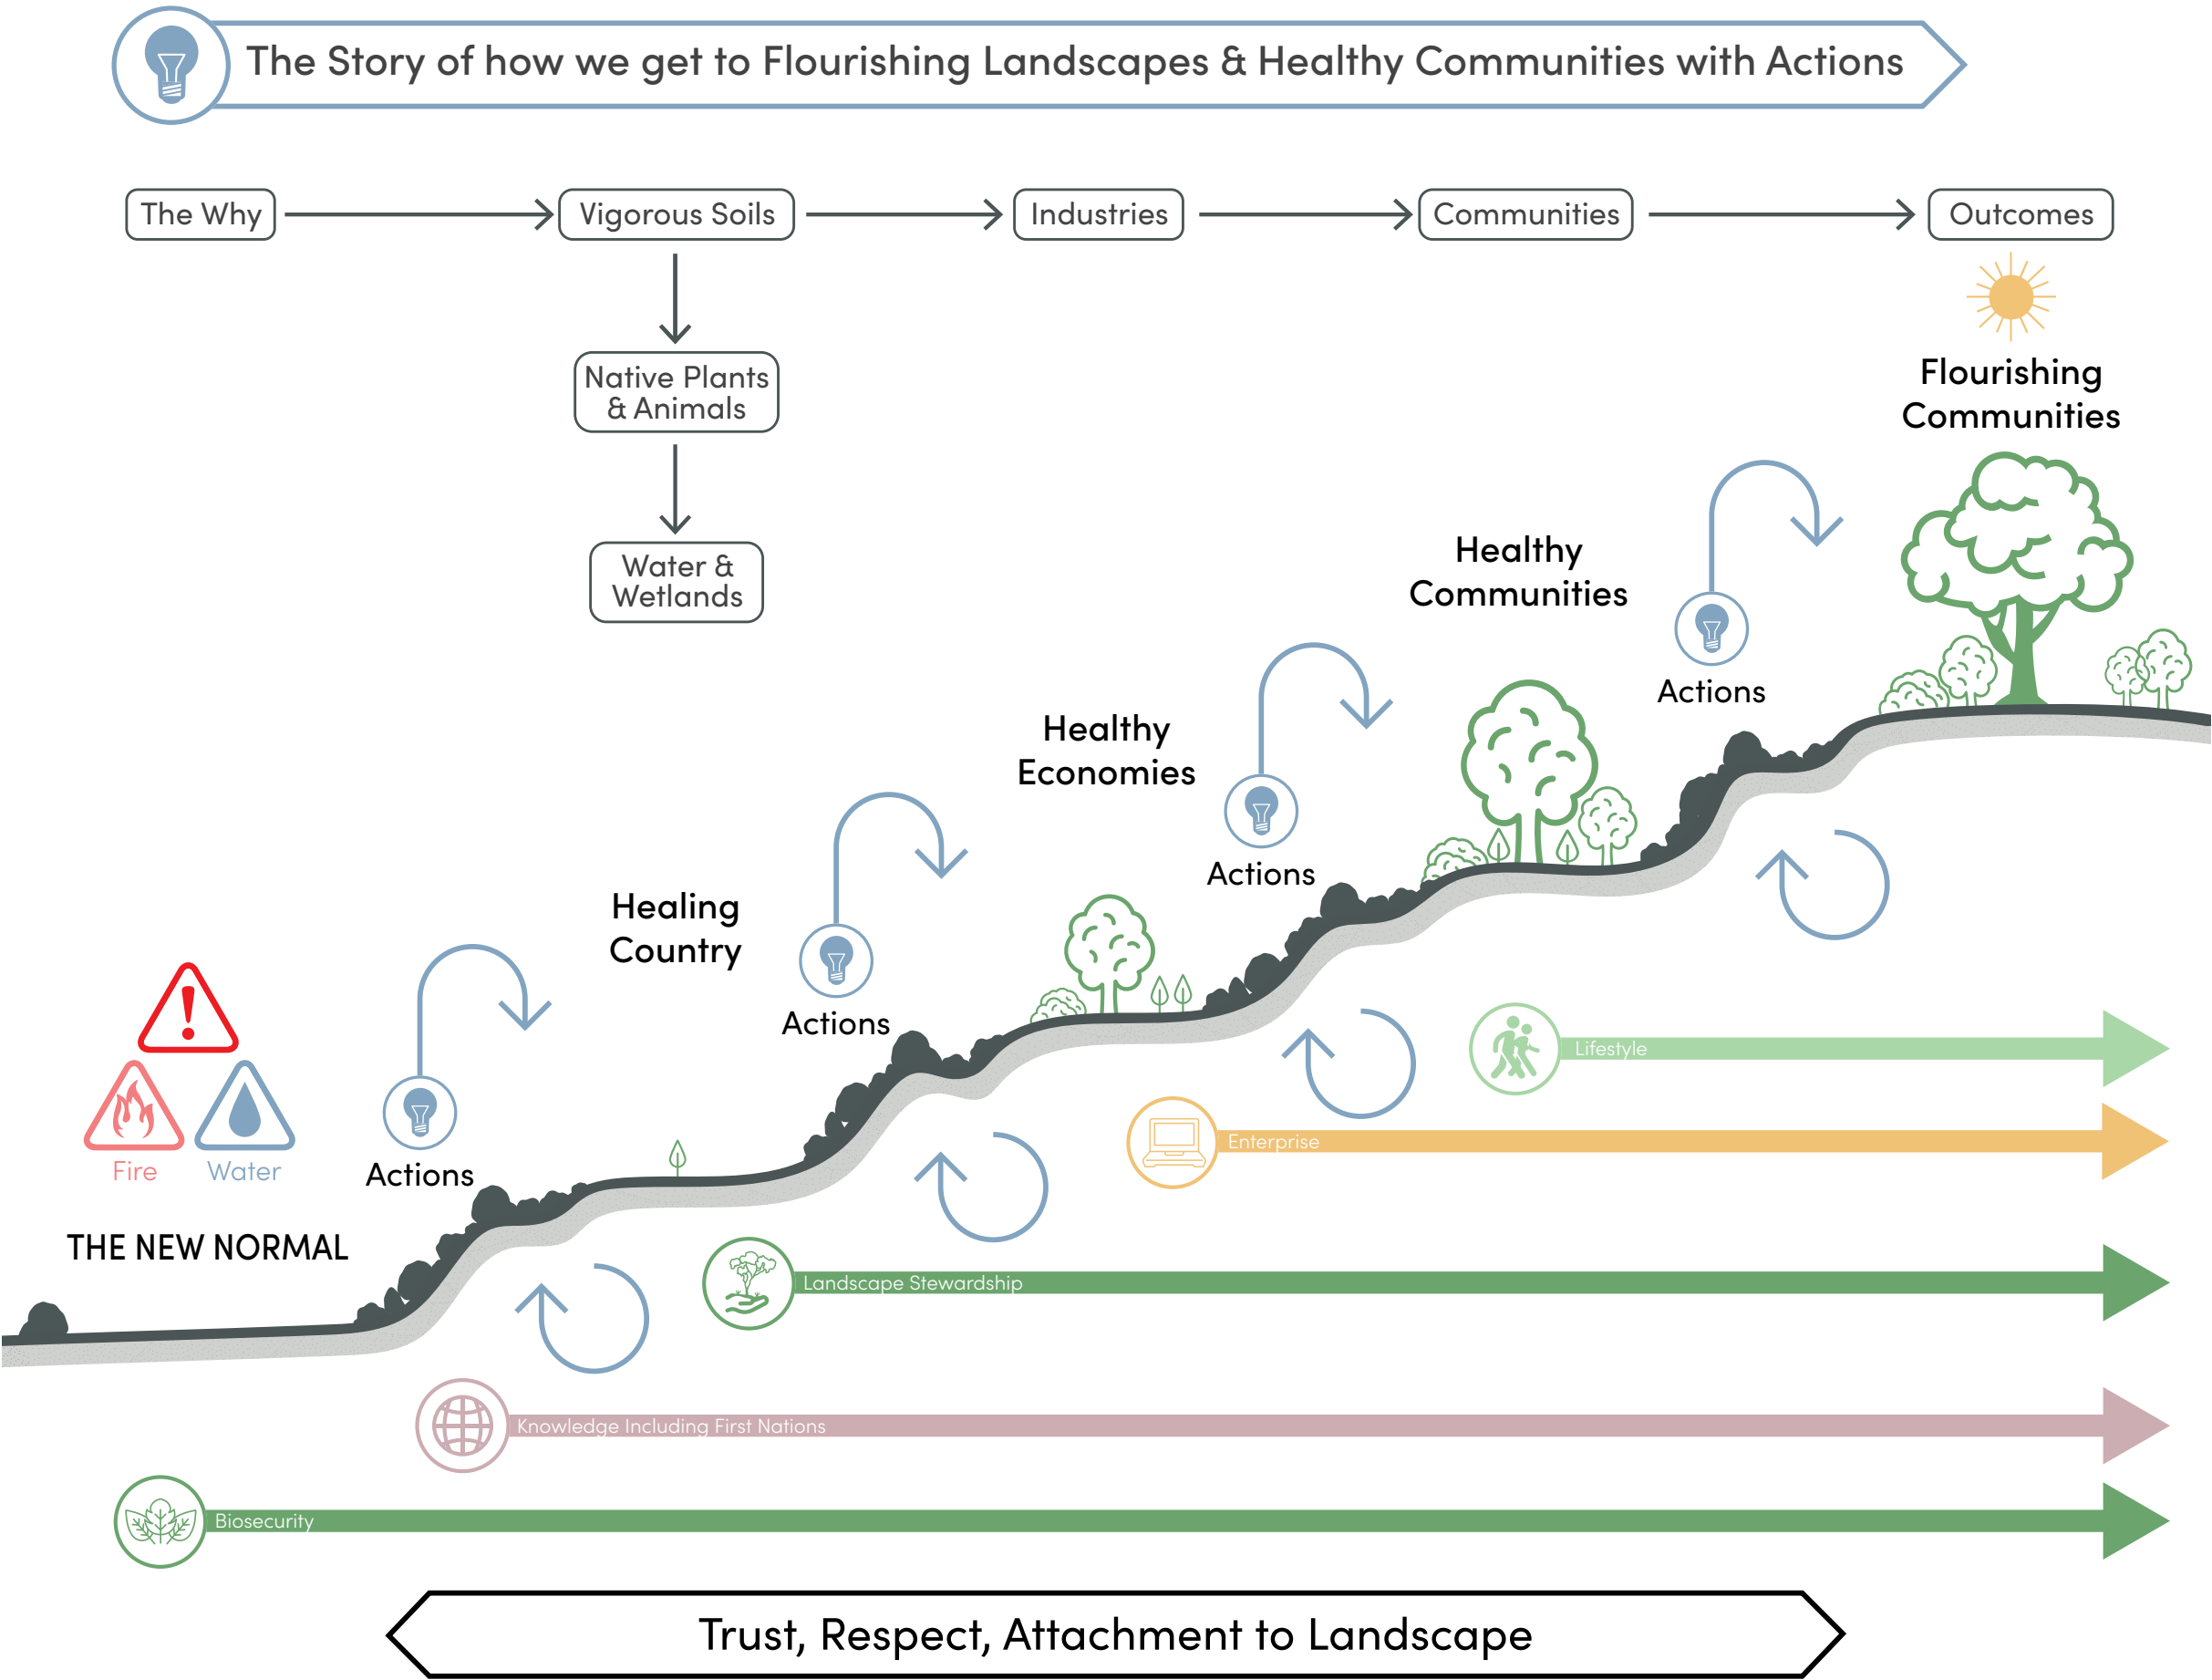 The Story of how we get to Flourishing Landscapes & Healthy Communities with Actions
The Why
Vigorous Soils
Industries
Communities
Outcomes
Native Plants
& Animals
Water &
Wetlands
Flourishing
Communities
Healthy
Communities
Actions
Healthy
Economies
Actions
Healing
Country
Actions
Fire
Water
Actions
THE NEW NORMAL
Lifestyle
Enterprise
Landscape Stewardship
Knowledge Including First Nations
Biosecurity
Trust, Respect, Attachment to Landscape